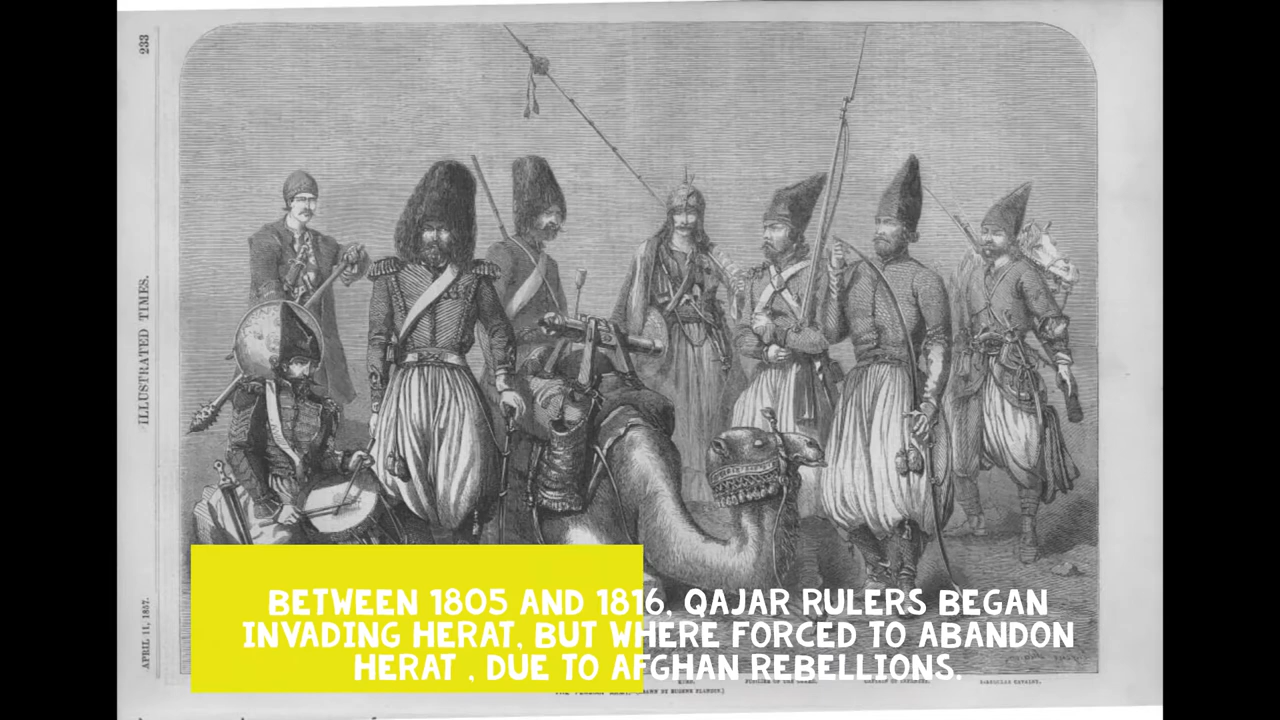 233
ILLUSTRATED TIMES.
APRIL 11, 1857.
BETWEEN 1805 AND 1816, QAJAR RULERS BEGAN
INVADING HERAT, BUT WHERE FORCED TO ABANDON
HERAT , DUE TO AFGHAN REBELLIONS.